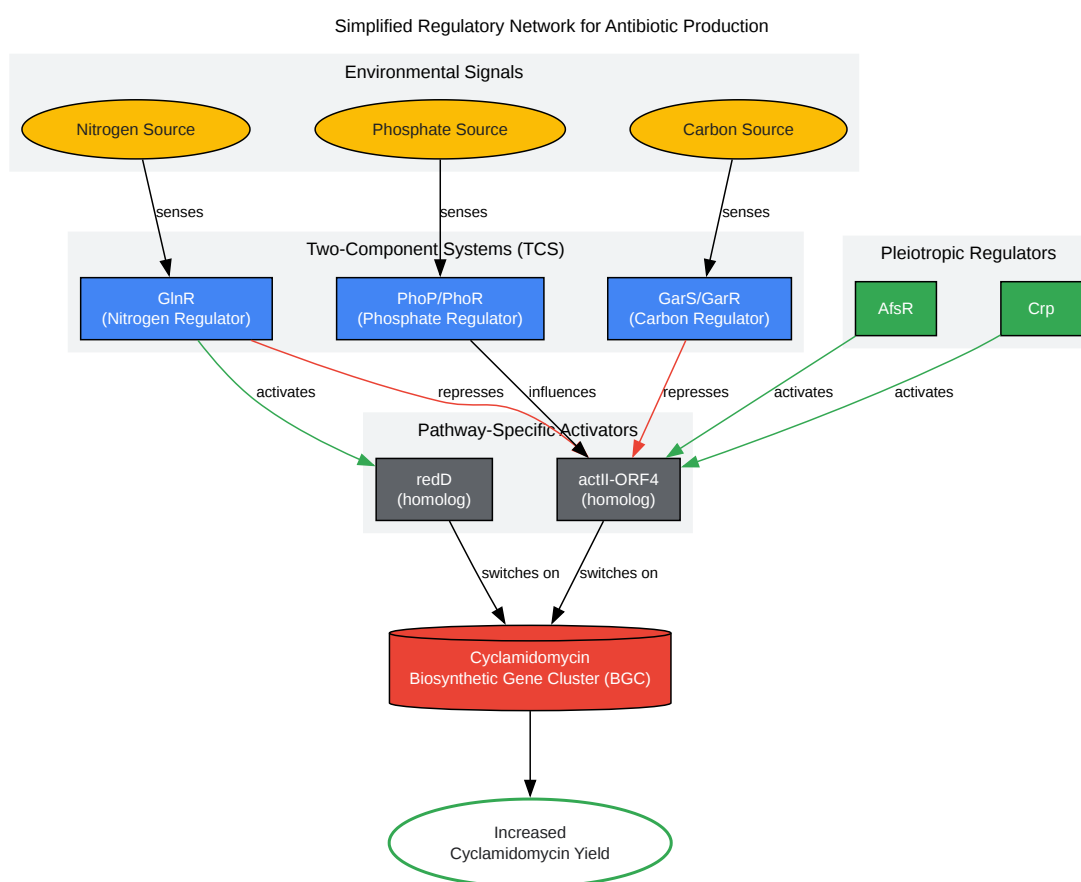 Simplified Regulatory Network for Antibiotic Production
Environmental Signals
Nitrogen Source
Phosphate Source
Carbon Source
senses
senses
senses
Two-Component Systems (TCS)
Pleiotropic Regulators
GlnR
(Nitrogen Regulator)
PhoP/PhoR
(Phosphate Regulator)
GarS/GarR
(Carbon Regulator)
AfsR
Crp
activates
represses
influences
represses
activates
activates
Pathway-Specific Activators
redD
(homolog)
actII-ORF4
(homolog)
switches on
switches on
Cyclamidomycin
Biosynthetic Gene Cluster (BGC)
Increased
Cyclamidomycin Yield